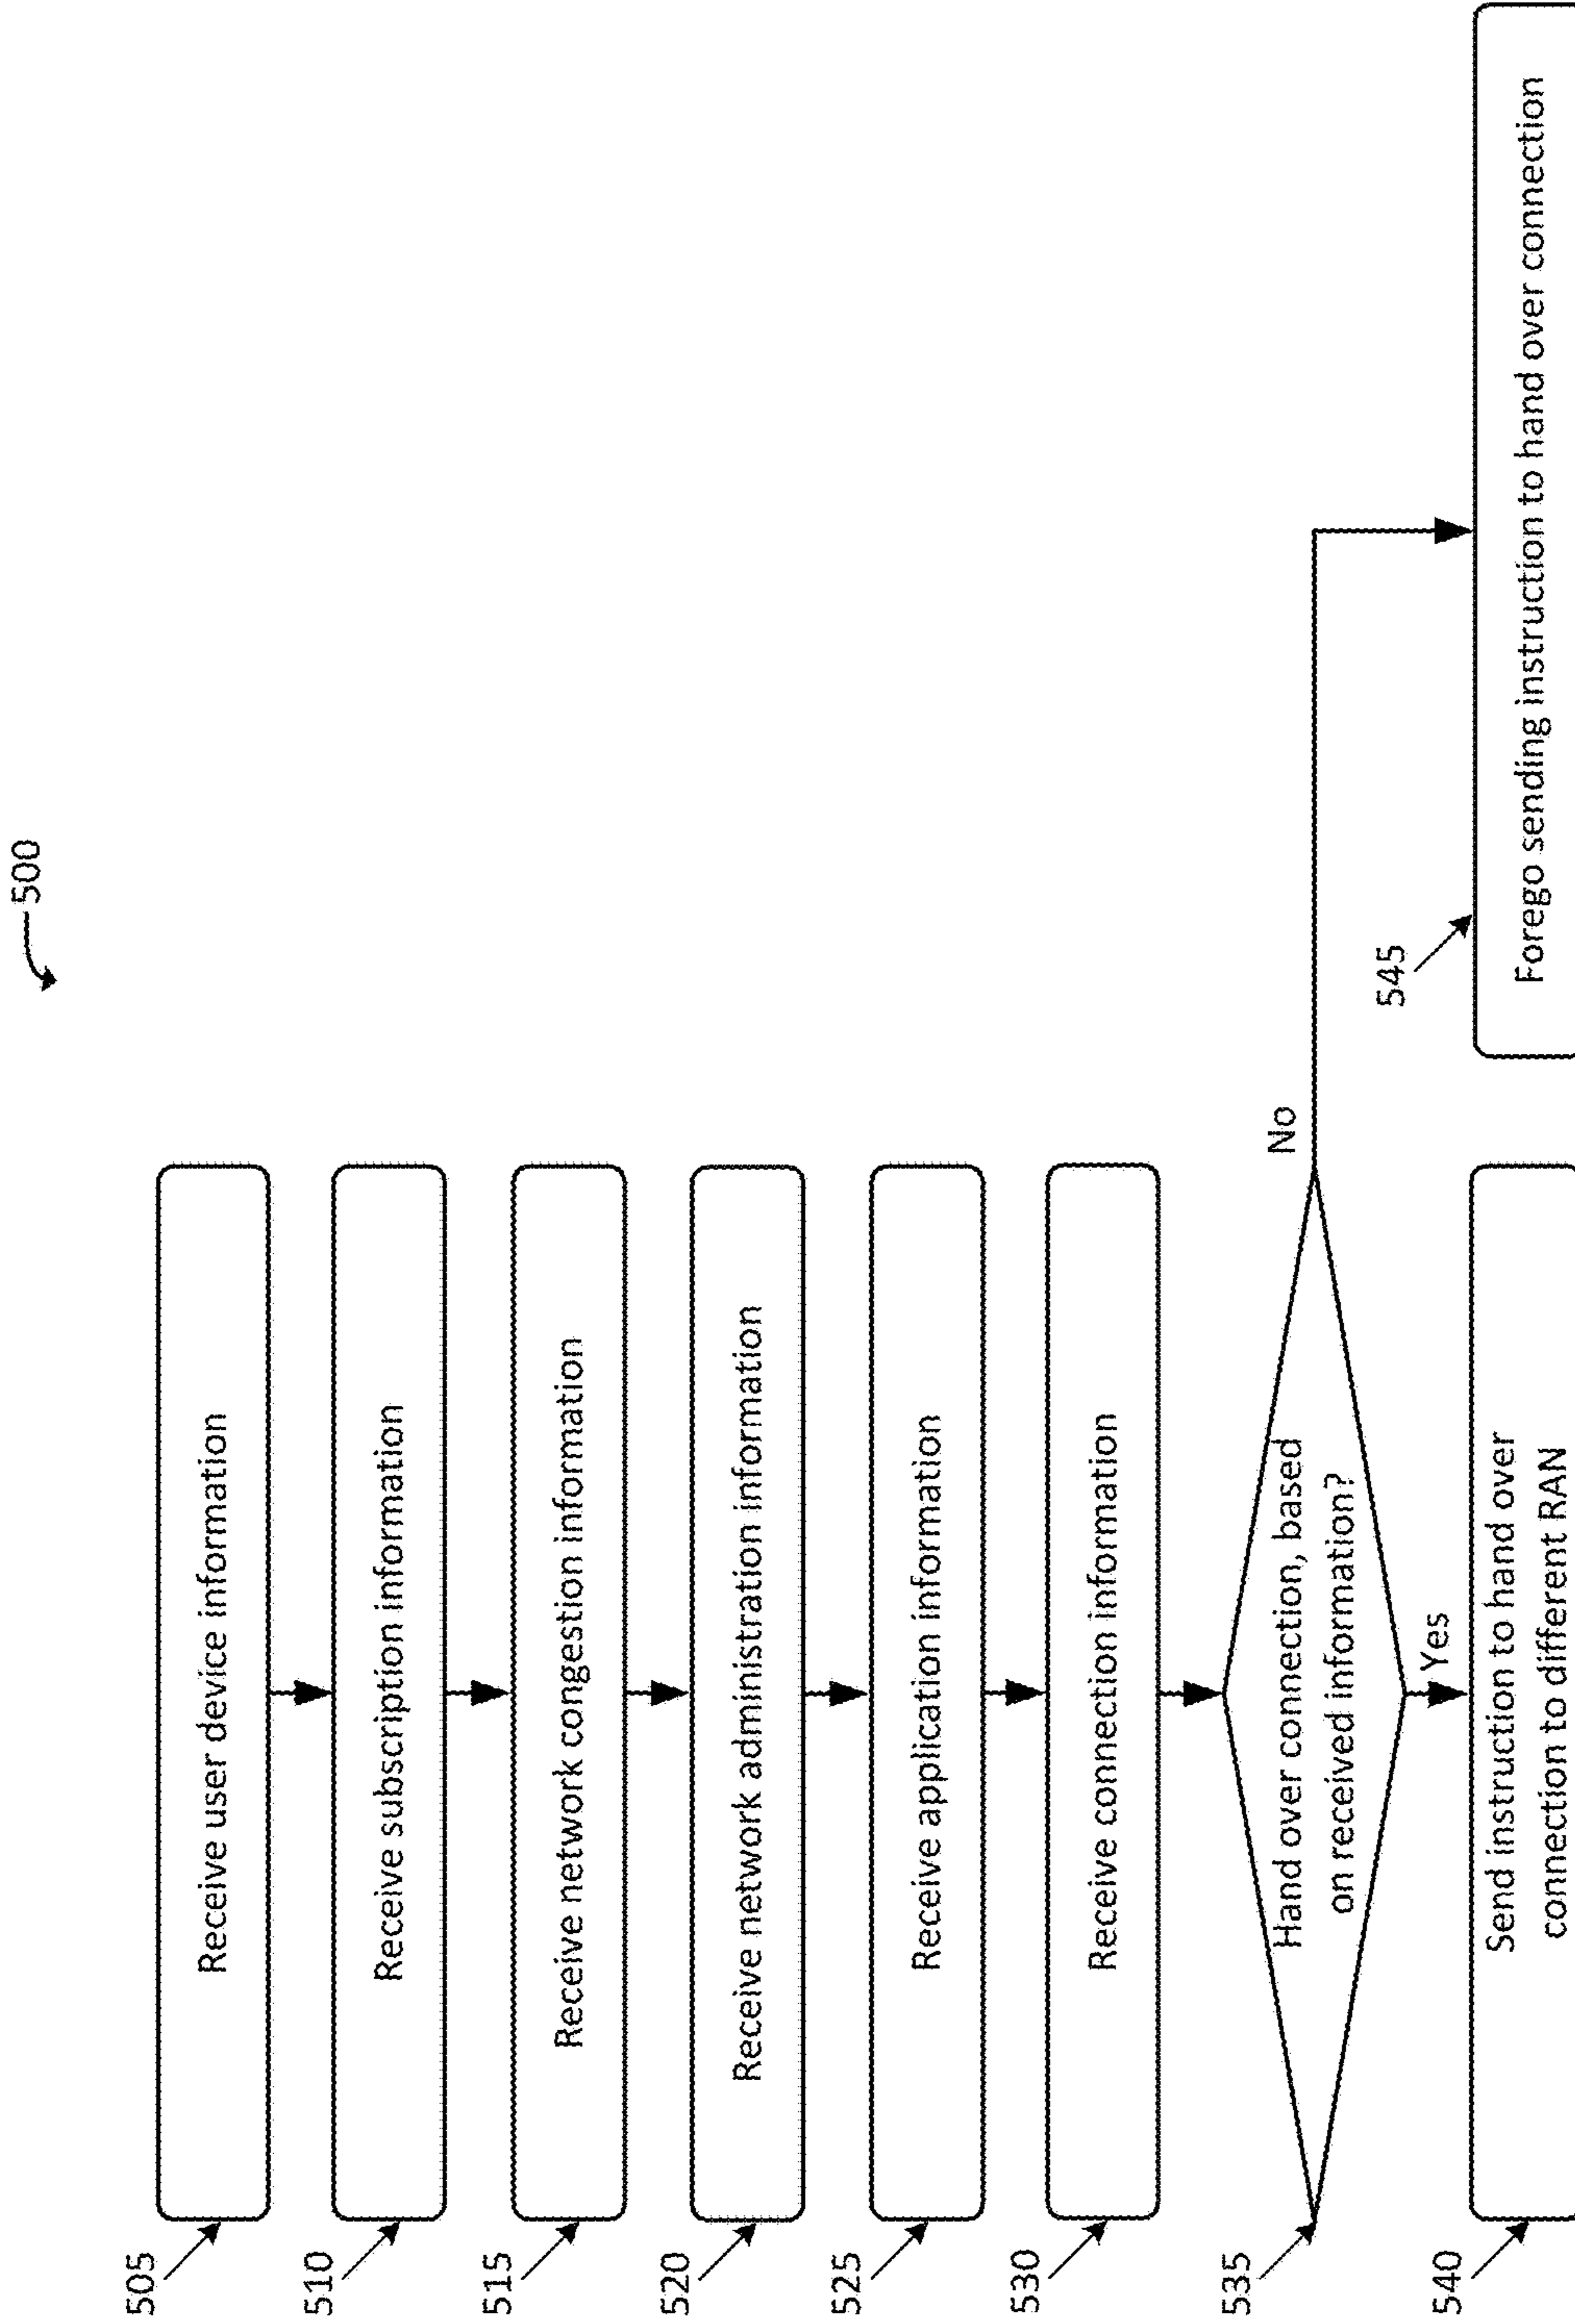 500
505
Receive user device information
510
Receive subscription information
515
Receive network congestion information
520
Receive network administration information
525
Receive application information
530
Receive connection information
535
Hand over connection, based
on received information?
No
Yes
540
Send instruction to hand over
connection to different RAN
545
Forego sending instruction to hand over connection